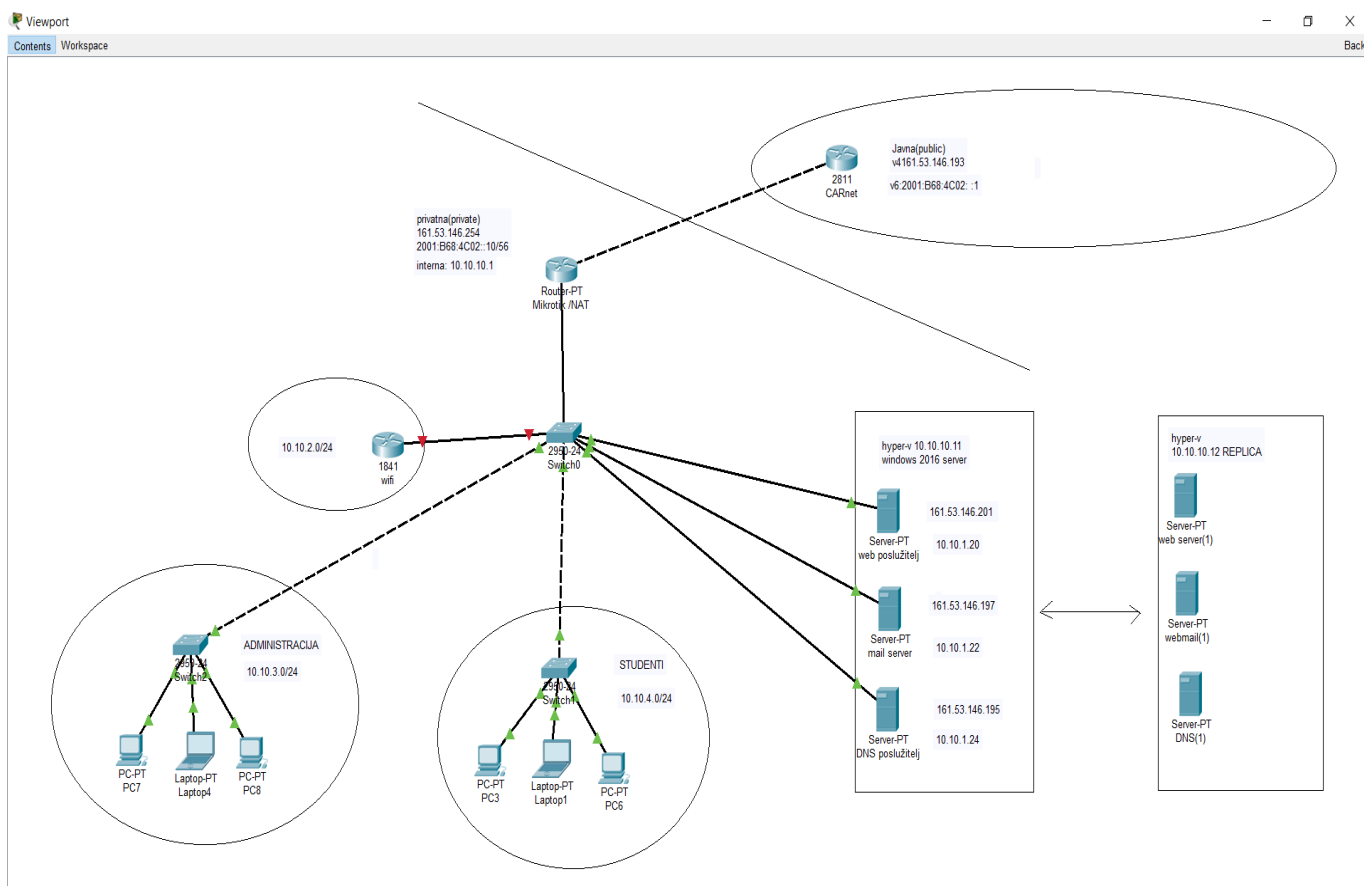 Viewport
Contents Workspace Back
Javna(public)
v4161.53.146.193
v6:2001:B68:4C02: :1
2811
CARnet
privatna(private)
161.53.146.254
2001:B68:4C02::10/56
interna: 10.10.10.1
Router-PT
Mikrotix /NAT
10.10.2.0/24
1841
wifi
2950-24
Switch0
hyper-v 10.10.10.11
windows 2016 server
161.53.146.201
Server-PT
web poslužitelj
10.10.1.20
161.53.146.197
Server-PT
mail server
10.10.1.22
161.53.146.195
Server-PT
DNS poslužitelj
10.10.1.24
hyper-v
10.10.10.12 REPLICA
Server-PT
web server(1)
Server-PT
webmail(1)
Server-PT
DNS(1)
ADMINISTRACIJA
10.10.3.0/24
2950-24
Switch2
PC-PT
PC7
Laptop-PT
Laptop4
PC-PT
PC8
STUDENTI
10.10.4.0/24
2950-24
Switch1
PC-PT
PC3
Laptop-PT
Laptop1
PC-PT
PC6